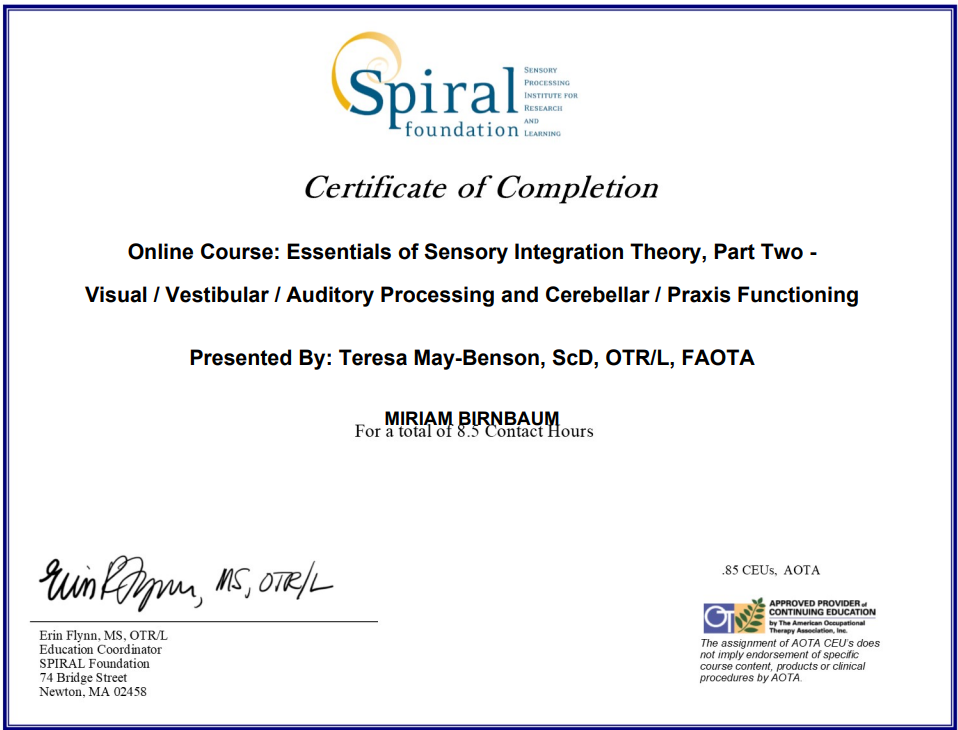 Spiral
foundation
SENSORY
PROCESSING
INSTITUTE FOR
RESEARCH
AND
LEARNING
Certificate of Completion
Online Course: Essentials of Sensory Integration Theory, Part Two -
Visual / Vestibular / Auditory Processing and Cerebellar / Praxis Functioning
Presented By: Teresa May-Benson, ScD, OTR/L, FAOTA
MIRIAM BIRNBAUM
For a total of 8.5 Contact Hours
Erin P Flynn, MS, OTR/L
Erin Flynn, MS, OTR/L
Education Coordinator
SPIRAL Foundation
74 Bridge Street
Newton, MA 02458
.85 CEUs, AOTA
OT
APPROVED PROVIDER of
CONTINUING EDUCATION
by The American Occupational
Therapy Association, Inc.
The assignment of AOTA CEU's does
not imply endorsement of specific
course content, products or clinical
procedures by AOTA.